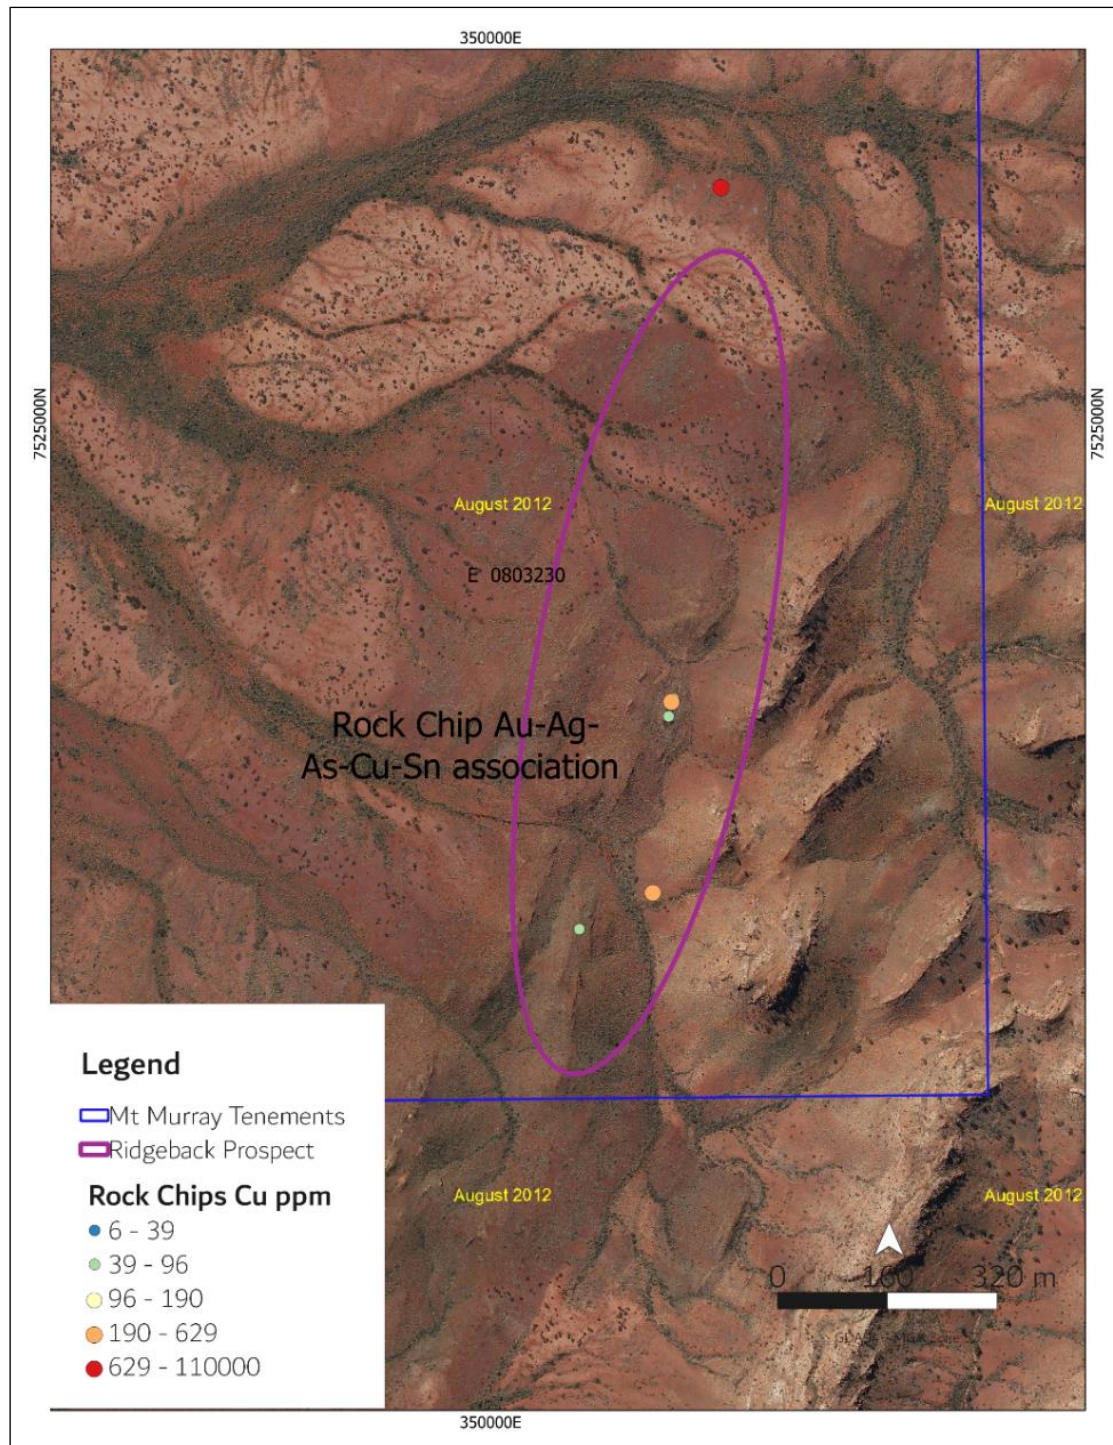 350000E
7525000N
7525000N
August 2012
August 2012
E 0803230
Rock Chip Au-Ag-
As-Cu-Sn association
Legend
Mt Murray Tenements
Ridgeback Prospect
Rock Chips Cu ppm
6 - 39
39 - 96
96 - 190
190 - 629
629 - 110000
August 2012
August 2012
0 160 320 m
350000E